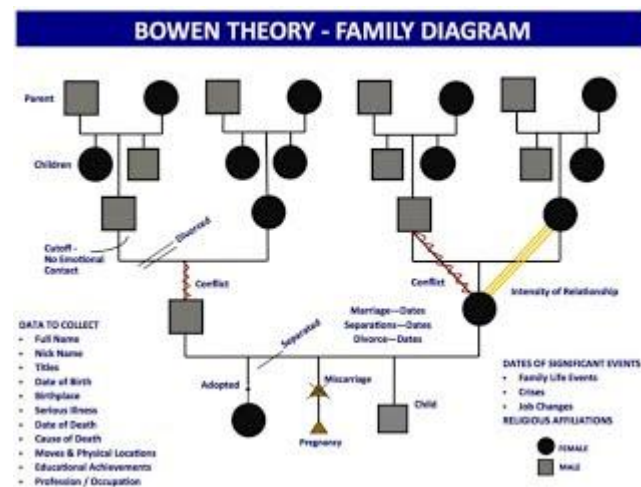 BOWEN THEORY - FAMILY DIAGRAM
Parent
Children
Cutoff -
No Emotional
Contact
Divorced
Conflict
Conflict
Intensity of Relationship
Marriage—Dates
Separations—Dates
Divorce—Dates
Separated
Adopted
Miscarriage
Pregnancy
Child
DATA TO COLLECT
• Full Name
• Nick Name
• Titles
• Date of Birth
• Birthplace
• Serious Illness
• Date of Death
• Cause of Death
• Moves & Physical Locations
• Educational Achievements
• Profession / Occupation
DATES OF SIGNIFICANT EVENTS
• Family Life Events
• Crises
• Job Changes
RELIGIOUS AFFILIATIONS
FEMALE
MALE